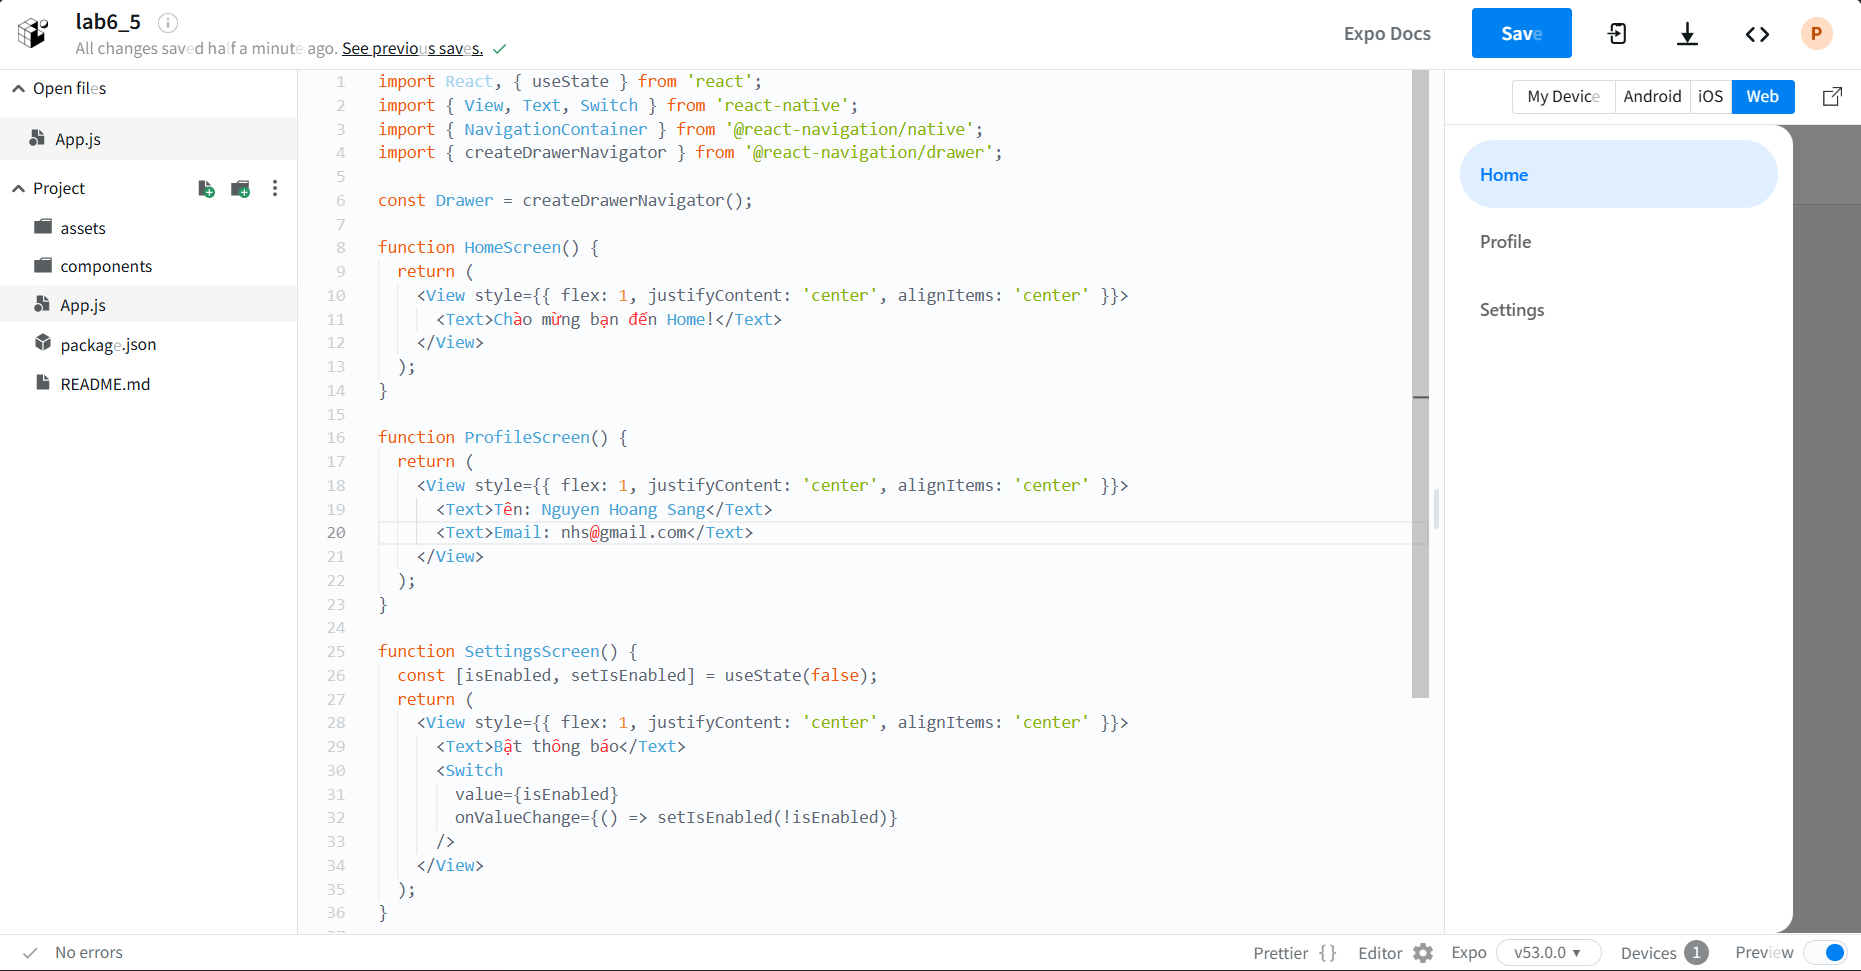 lab6_5
All changes saved half a minute ago. See previous saves.
Expo Docs
Save
P
Open files
App.js
Project
assets
components
App.js
package.json
README.md
1 import React, { useState } from 'react';
2 import { View, Text, Switch } from 'react-native';
3 import { NavigationContainer } from '@react-navigation/native';
4 import { createDrawerNavigator } from '@react-navigation/drawer';
5
6 const Drawer = createDrawerNavigator();
7
8 function HomeScreen() {
9 return (
10 <View style={{ flex: 1, justifyContent: 'center', alignItems: 'center' }}>
11 <Text>Chào mừng bạn đến Home!</Text>
12 </View>
13 );
14 }
15
16 function ProfileScreen() {
17 return (
18 <View style={{ flex: 1, justifyContent: 'center', alignItems: 'center' }}>
19 <Text>Tên: Nguyen Hoang Sang</Text>
20 <Text>Email: nhs@gmail.com</Text>
21 </View>
22 );
23 }
24
25 function SettingsScreen() {
26 const [isEnabled, setIsEnabled] = useState(false);
27 return (
28 <View style={{ flex: 1, justifyContent: 'center', alignItems: 'center' }}>
29 <Text>Bật thông báo</Text>
30 <Switch
31 value={isEnabled}
32 onValueChange={() => setIsEnabled(!isEnabled)}
33 />
34 </View>
35 );
36 }
My Device Android iOS Web
Home
Profile
Settings
No errors
Prettier {} Editor Expo v53.0.0 Devices 1 Preview